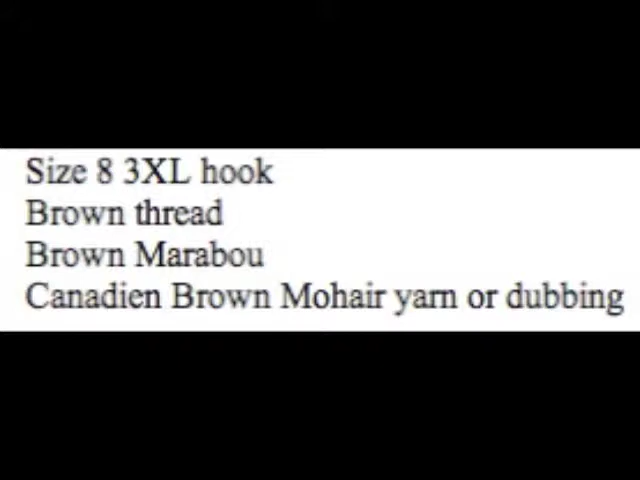 Size 8 3XL hook
Brown thread
Brown Marabou
Canadien Brown Mohair yarn or dubbing